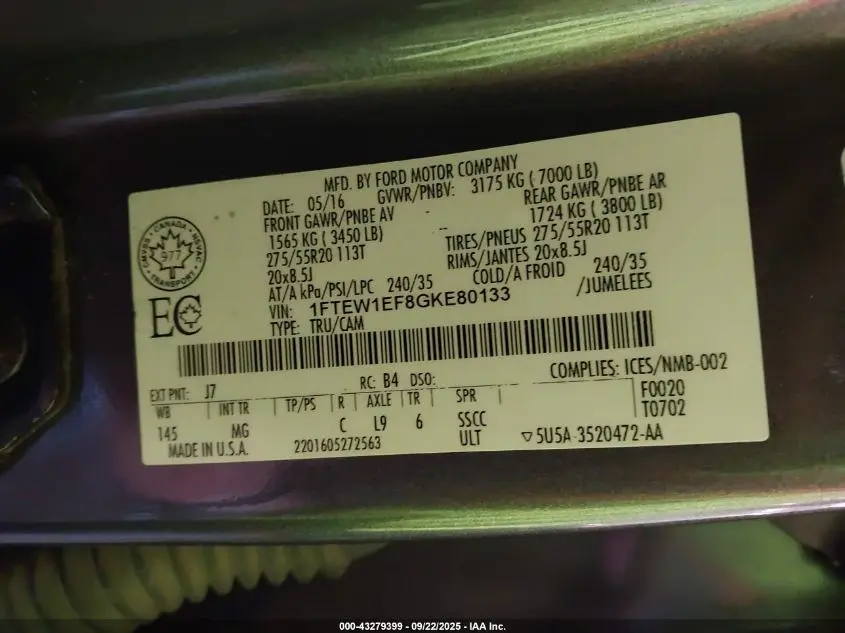 MFD. BY FORD MOTOR COMPANY
DATE: 05/16 GVWR/PNBV: 3175 KG ( 7000 LB)
FRONT GAWR/PNBE AV - REAR GAWR/PNBE AR
1565 KG ( 3450 LB) -- 1724 KG ( 3800 LB)
275/55R20 113T TIRES/PNEUS 275/55R20 113T
20x8.5J RIMS/JANTES 20x8.5J
AT/A kPa/PSI/LPC 240/35 COLD/A FROID 240/35
VIN: 1FTEW1EF8GKE80133 /JUMELEES
TYPE: TRU/CAM
CANADA
CMVSS NSVAC
977
TRANSPORT
EC
EXT PNT: J7 RC: B4 DSO: COMPLIES: ICES/NMB-002
WB INT TR TP/PS R AXLE TR SPR F0020
145 MG C L9 6 SSCC T0702
MADE IN U.S.A. 2201605272563 ULT 5U5A-3520472-AA
000-43279399 - 09/22/2025 - IAA Inc.